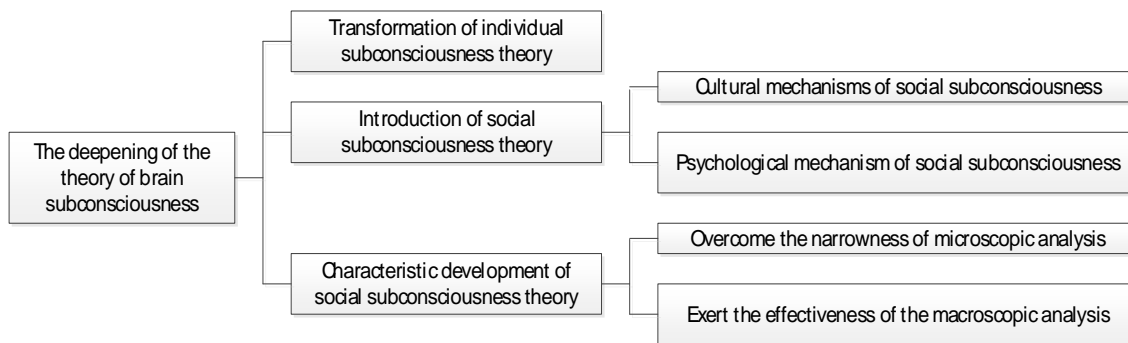 Transformation of individual
subconsciousness theory
Cultural mechanisms of social subconsciousness
Introduction of social
subconsciousness theory
The deepening of the
theory of brain
subconsciousness
Psychological mechanism of social subconsciousness
Overcome the narrowness of microscopic analysis
Characteristic development of
social subconsciousness theory
Exert the effectiveness of the macroscopic analysis